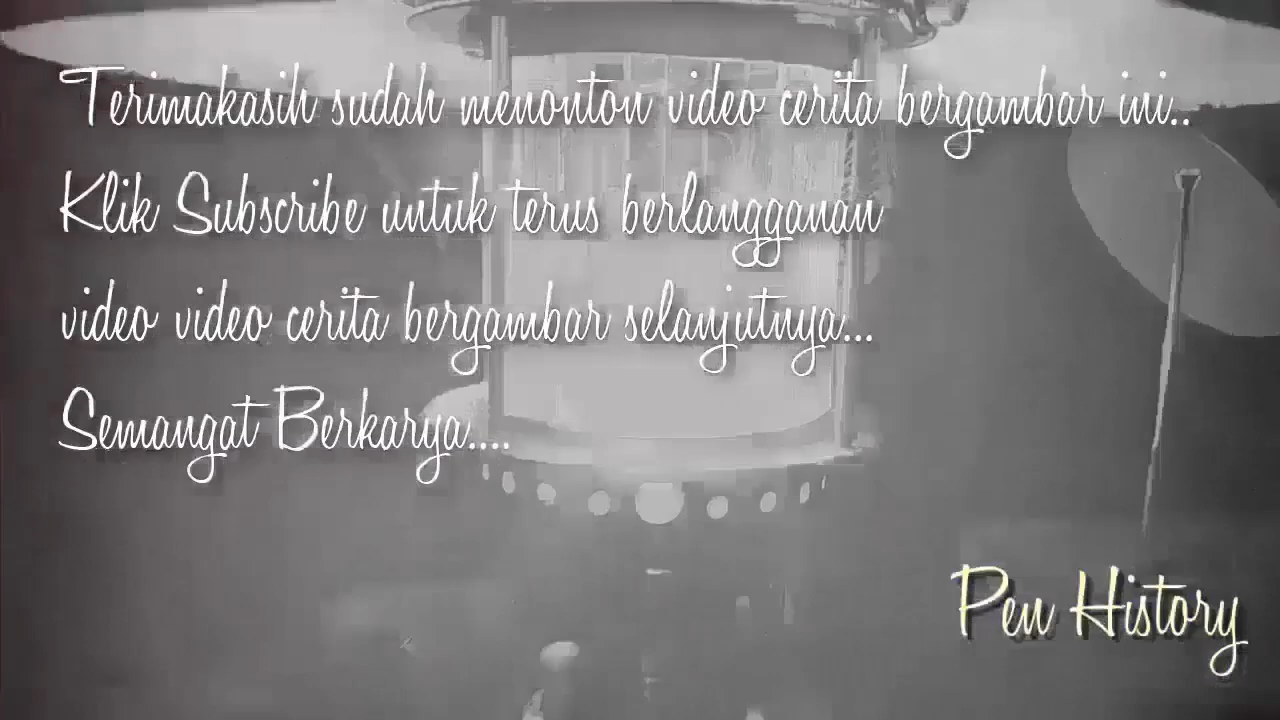 Terimakasih sudah menonton video cerita bergambar ini..
Klik Subscribe untuk terus berlangganan
video video cerita bergambar selanjutnya...
Semangat Berkarya....
Pen History